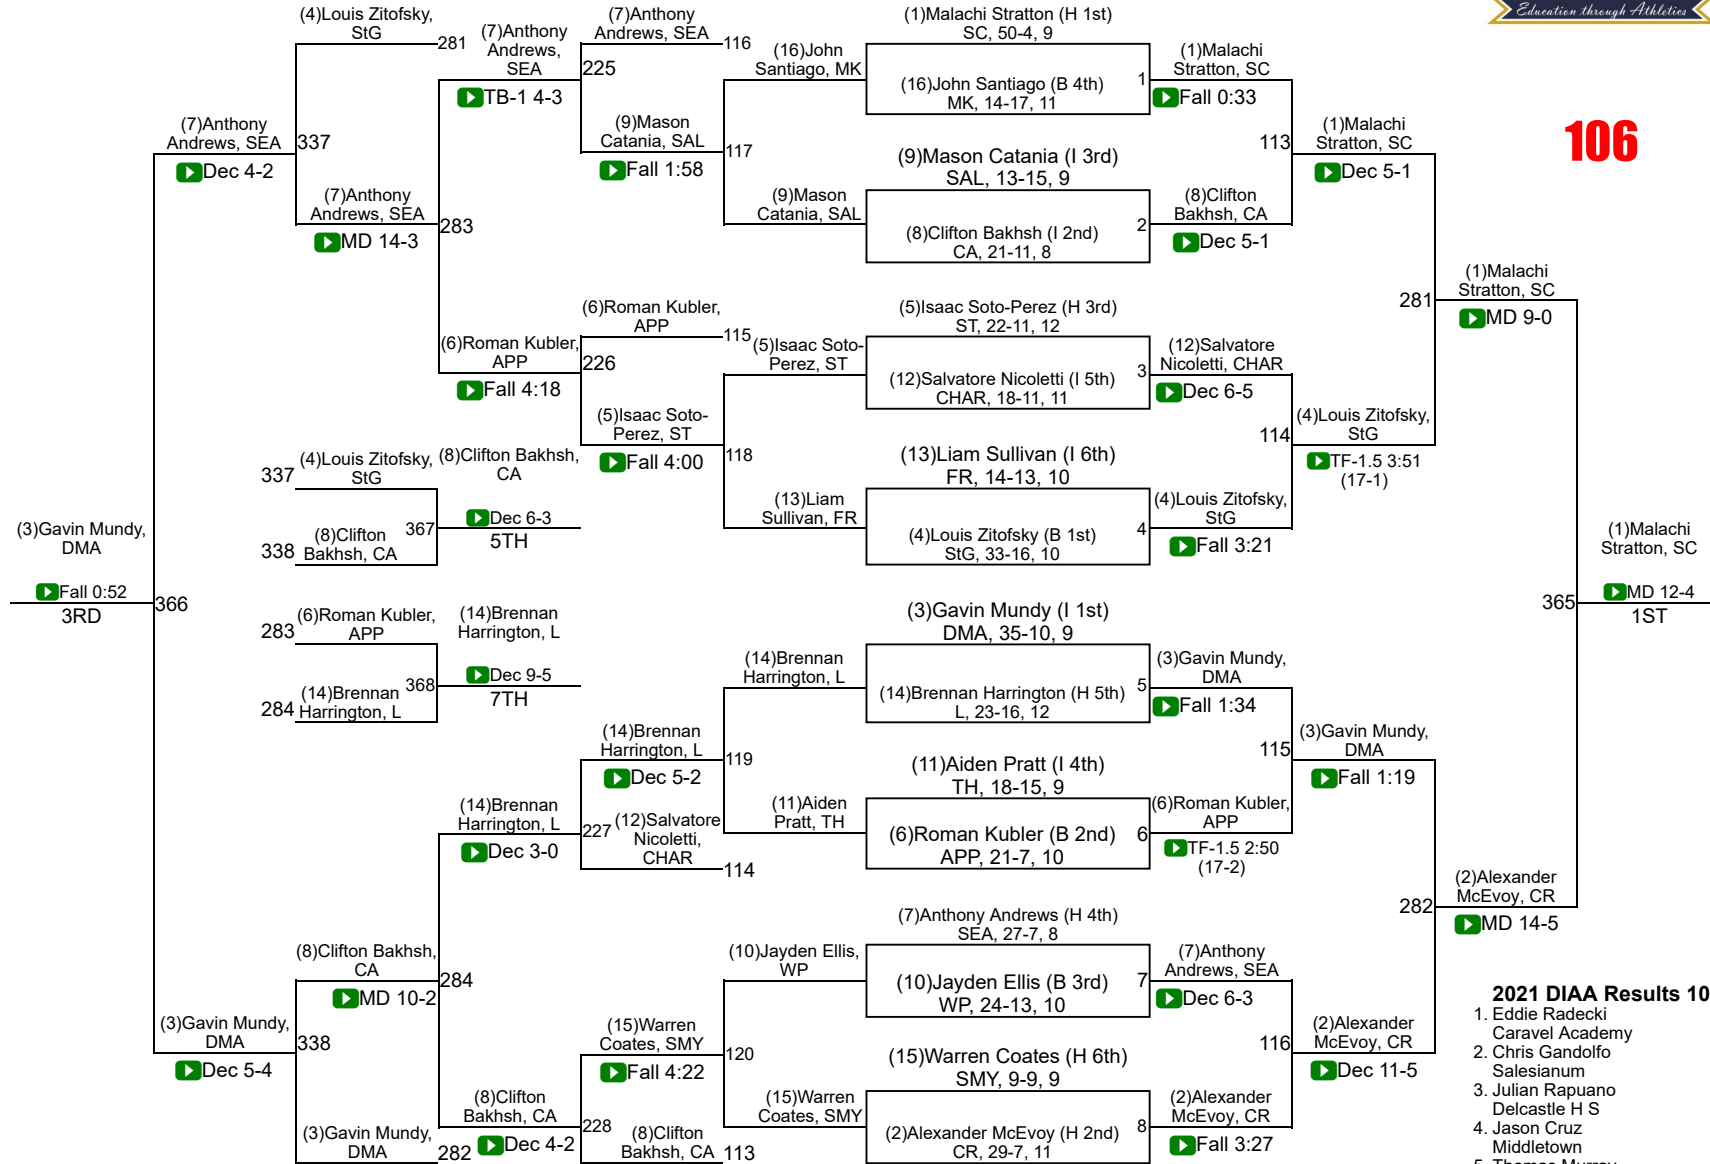 Education through Athletics
106
(4)Louis Zitofsky,
StG
281
(7)Anthony
Andrews, SEA
337
Dec 4-2
(7)Anthony
Andrews, SEA
MD 14-3
283
(7)Anthony
Andrews,
SEA
TB-1 4-3
225
(7)Anthony
Andrews, SEA
116
(9)Mason
Catania, SAL
Fall 1:58
117
(16)John
Santiago, MK
(9)Mason
Catania, SAL
(6)Roman Kubler,
APP
Fall 4:18
226
(6)Roman Kubler,
APP
115
(5)Isaac Soto-
Perez, ST
Fall 4:00
118
(5)Isaac Soto-
Perez, ST
(13)Liam
Sullivan, FR
337
(4)Louis Zitofsky,
StG
338
(8)Clifton
Bakhsh, CA
367
(8)Clifton Bakhsh,
CA
Dec 6-3
5TH
(3)Gavin Mundy,
DMA
Fall 0:52
3RD
366
283
(6)Roman Kubler,
APP
284
(14)Brennan
Harrington, L
368
(14)Brennan
Harrington, L
Dec 9-5
7TH
(14)Brennan
Harrington, L
(11)Aiden
Pratt, TH
119
(14)Brennan
Harrington, L
Dec 5-2
(14)Brennan
Harrington, L
Dec 3-0
227
(12)Salvatore
Nicoletti,
CHAR
114
(8)Clifton Bakhsh,
CA
MD 10-2
284
(3)Gavin Mundy,
DMA
Dec 5-4
338
(3)Gavin Mundy,
DMA
282
(8)Clifton
Bakhsh, CA
Dec 4-2
228
(15)Warren
Coates, SMY
Fall 4:22
120
(8)Clifton
Bakhsh, CA
113
(10)Jayden Ellis,
WP
(15)Warren
Coates, SMY
(1)Malachi Stratton (H 1st)
SC, 50-4, 9
(16)John Santiago (B 4th)
MK, 14-17, 11
1
(9)Mason Catania (I 3rd)
SAL, 13-15, 9
(8)Clifton Bakhsh (I 2nd)
CA, 21-11, 8
2
(5)Isaac Soto-Perez (H 3rd)
ST, 22-11, 12
(12)Salvatore Nicoletti (I 5th)
CHAR, 18-11, 11
3
(13)Liam Sullivan (I 6th)
FR, 14-13, 10
(4)Louis Zitofsky (B 1st)
StG, 33-16, 10
4
(3)Gavin Mundy (I 1st)
DMA, 35-10, 9
(14)Brennan Harrington (H 5th)
L, 23-16, 12
5
(11)Aiden Pratt (I 4th)
TH, 18-15, 9
(6)Roman Kubler (B 2nd)
APP, 21-7, 10
6
(7)Anthony Andrews (H 4th)
SEA, 27-7, 8
(10)Jayden Ellis (B 3rd)
WP, 24-13, 10
7
(15)Warren Coates (H 6th)
SMY, 9-9, 9
(2)Alexander McEvoy (H 2nd)
CR, 29-7, 11
8
(1)Malachi
Stratton, SC
Fall 0:33
(8)Clifton
Bakhsh, CA
Dec 5-1
113
(12)Salvatore
Nicoletti, CHAR
Dec 6-5
(4)Louis Zitofsky,
StG
Fall 3:21
114
(3)Gavin Mundy,
DMA
Fall 1:34
(6)Roman Kubler,
APP
TF-1.5 2:50
(17-2)
115
(7)Anthony
Andrews, SEA
Dec 6-3
(2)Alexander
McEvoy, CR
Fall 3:27
116
(1)Malachi
Stratton, SC
Dec 5-1
(4)Louis Zitofsky,
StG
TF-1.5 3:51
(17-1)
281
(3)Gavin Mundy,
DMA
Fall 1:19
(2)Alexander
McEvoy, CR
Dec 11-5
282
(1)Malachi
Stratton, SC
MD 9-0
(2)Alexander
McEvoy, CR
MD 14-5
365
(1)Malachi
Stratton, SC
MD 12-4
1ST
2021 DIAA Results 10
1. Eddie Radecki
Caravel Academy
2. Chris Gandolfo
Salesianum
3. Julian Rapuano
Delcastle H S
4. Jason Cruz
Middletown
5. Thomas Murray